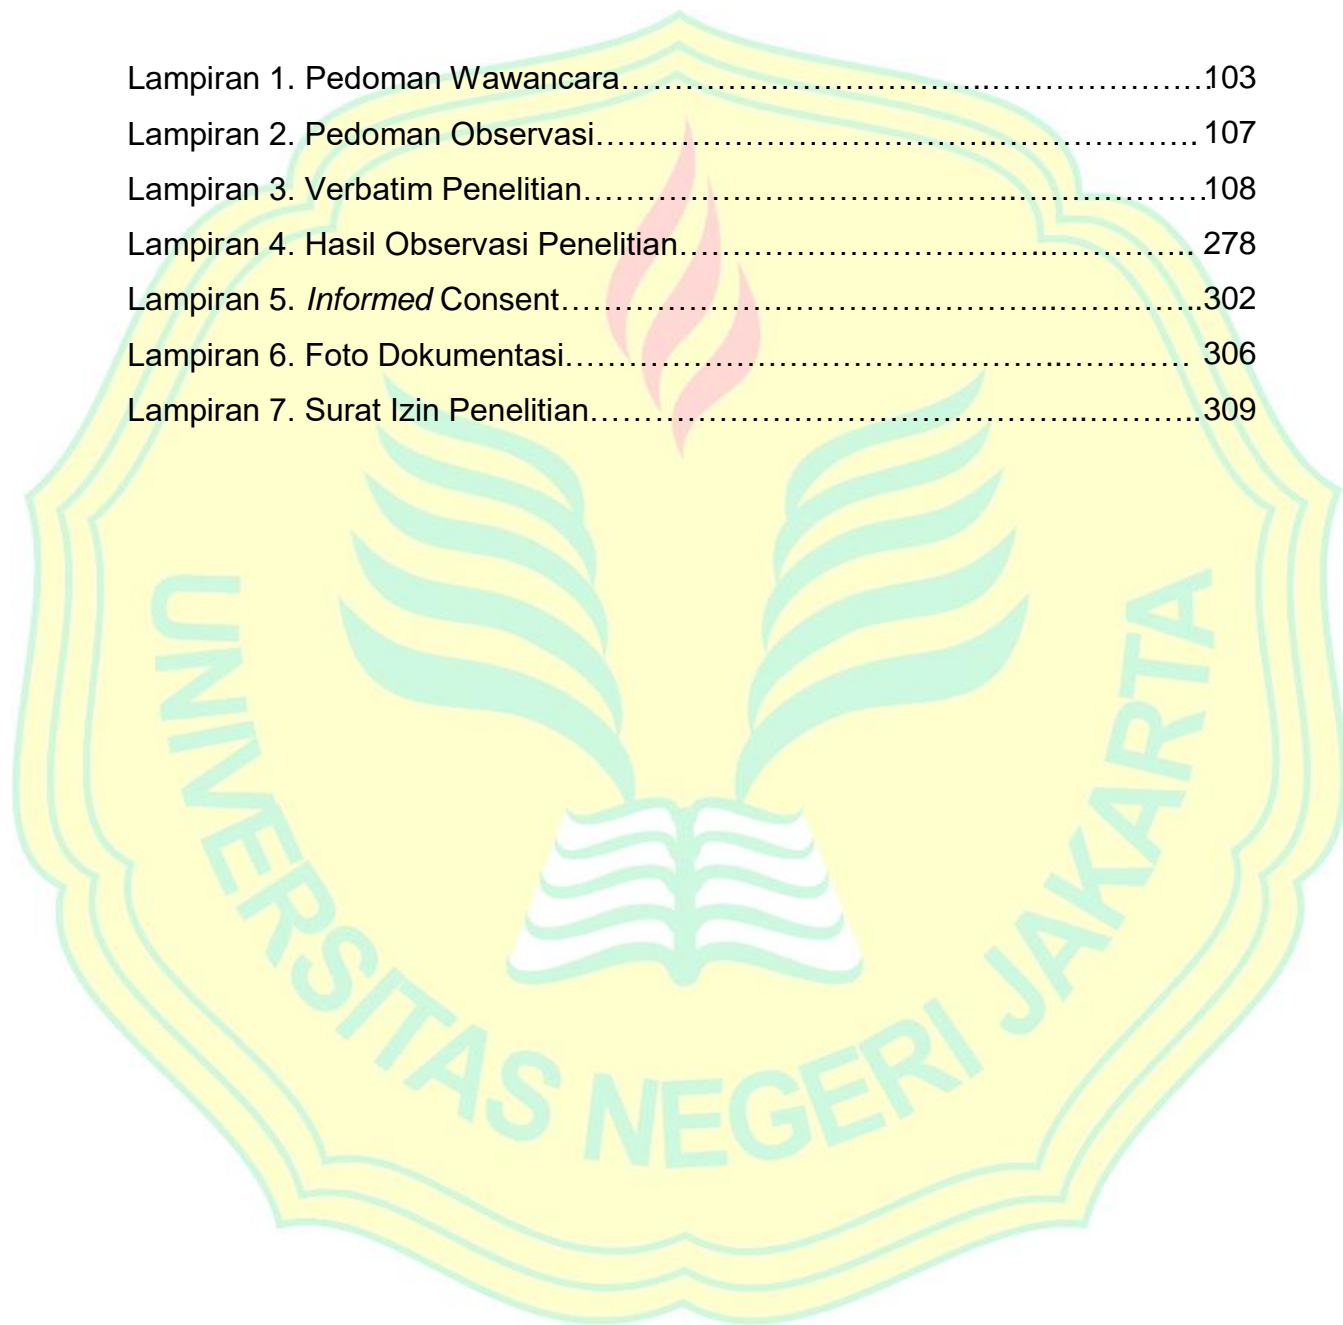 Lampiran 1. Pedoman Wawancara……………………………..…………………103
Lampiran 2. Pedoman Observasi………………………………..………………. 107
Lampiran 3. Verbatim Penelitian…………………………………..………………108
Lampiran 4. Hasil Observasi Penelitian……………………………..………….. 278
Lampiran 5. Informed Consent………………………………………..…………..302
Lampiran 6. Foto Dokumentasi………………………………………..………… 306
Lampiran 7. Surat Izin Penelitian………………………………………..………..309
UNIVERSITAS NEGERI JAKARTA